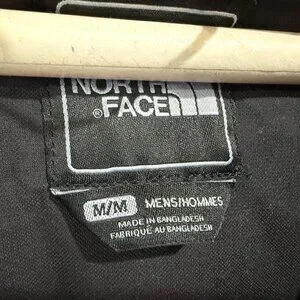 NORTH
®FACE
M/M MENS/HOMMES
MADE IN BANGLADESH
FABRIQUÉ AU BANGLADESH